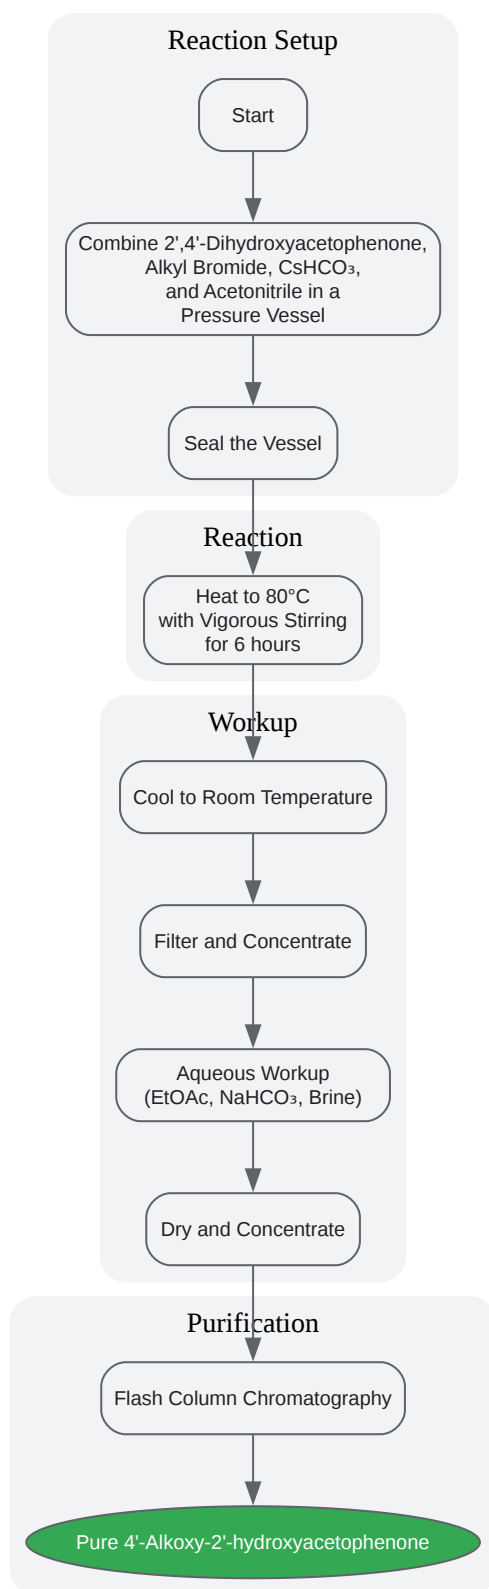 Reaction Setup
Start
Combine 2',4'-Dihydroxyacetophenone,
Alkyl Bromide, CsHCO₃,
and Acetonitrile in a
Pressure Vessel
Seal the Vessel
Reaction
Heat to 80°C
with Vigorous Stirring
for 6 hours
Workup
Cool to Room Temperature
Filter and Concentrate
Aqueous Workup
(EtOAc, NaHCO₃, Brine)
Dry and Concentrate
Purification
Flash Column Chromatography
Pure 4'-Alkoxy-2'-hydroxyacetophenone